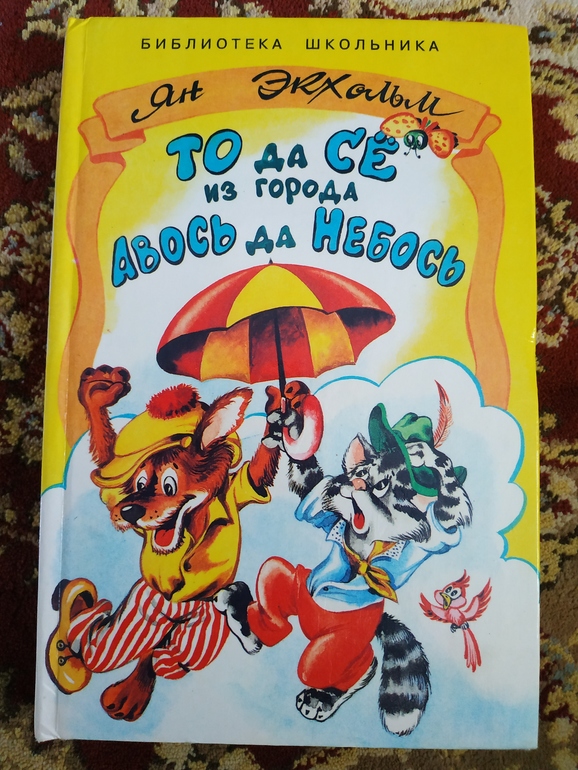 БИБЛИОТЕКА ШКОЛЬНИКА
ЯН ЭКХОЛЬМ
ТО ДА СЁ
ИЗ ГОРОДА
АВОСЬ ДА НЕБОСЬ